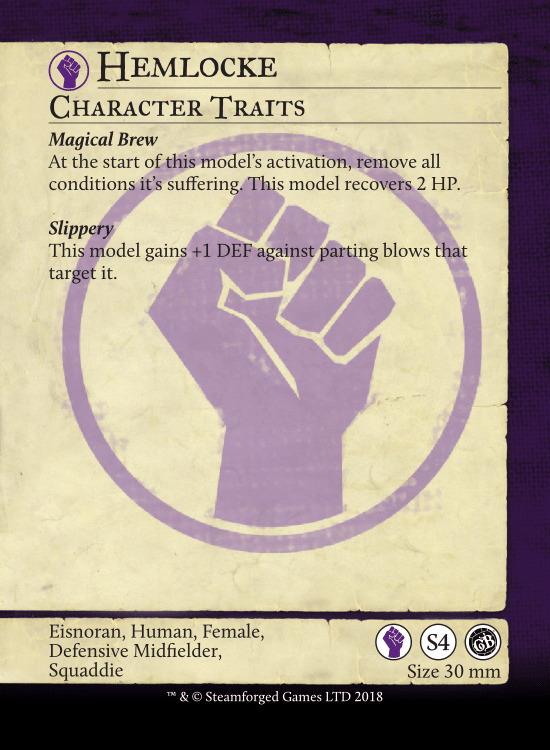 Hemlocke
Character Traits
Magical Brew
At the start of this model's activation, remove all
conditions it's suffering. This model recovers 2 HP.
Slippery
This model gains +1 DEF against parting blows that
target it.
Eisnoran, Human, Female,
Defensive Midfielder,
Squaddie
S4
GB
Size 30 mm
™ & © Steamforged Games LTD 2018